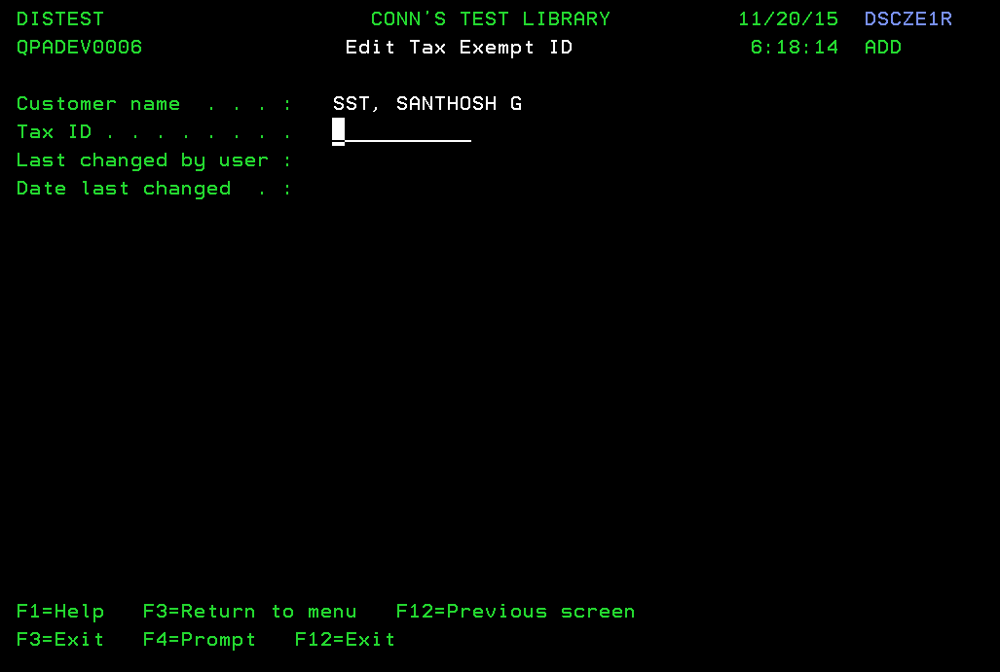 DISTEST CONN'S TEST LIBRARY 11/20/15 DSCZE1R
QPADEV0006 Edit Tax Exempt ID 6:18:14 ADD
Customer name . . . : SST, SANTHOSH G
Tax ID . . . . . . . .
Last changed by user :
Date last changed . :
F1=Help F3=Return to menu F12=Previous screen
F3=Exit F4=Prompt F12=Exit